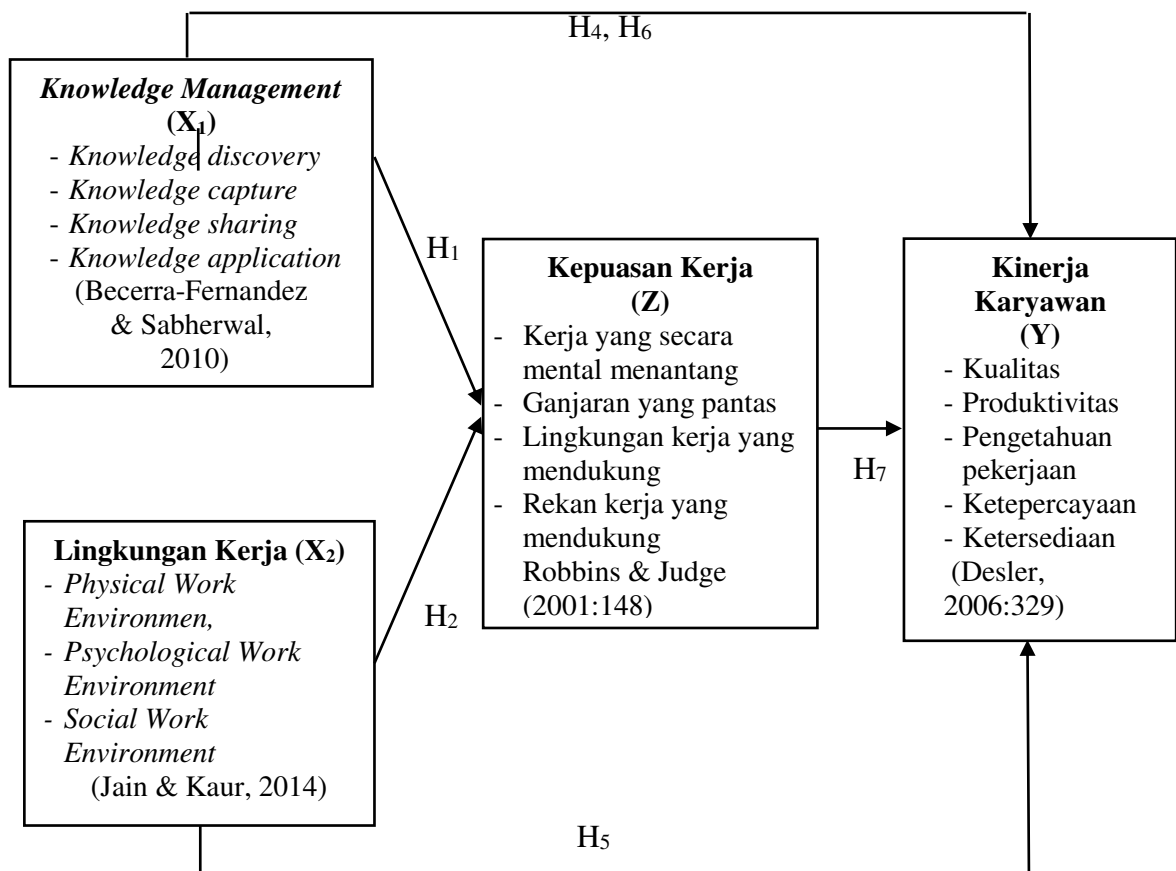 H4, H6
Knowledge Management
(X1)
- Knowledge discovery
- Knowledge capture
- Knowledge sharing
- Knowledge application
(Becerra-Fernandez
& Sabherwal,
2010)
H1
Kepuasan Kerja
(Z)
- Kerja yang secara
mental menantang
- Ganjaran yang pantas
- Lingkungan kerja yang
mendukung
- Rekan kerja yang
mendukung
Robbins & Judge
(2001:148)
Kinerja
Karyawan
(Y)
- Kualitas
- Produktivitas
- Pengetahuan
pekerjaan
- Ketepercayaan
- Ketersediaan
(Desler,
2006:329)
H7
Lingkungan Kerja (X2)
- Physical Work
Environmen,
- Psychological Work
Environment
- Social Work
Environment
(Jain & Kaur, 2014)
H2
H5